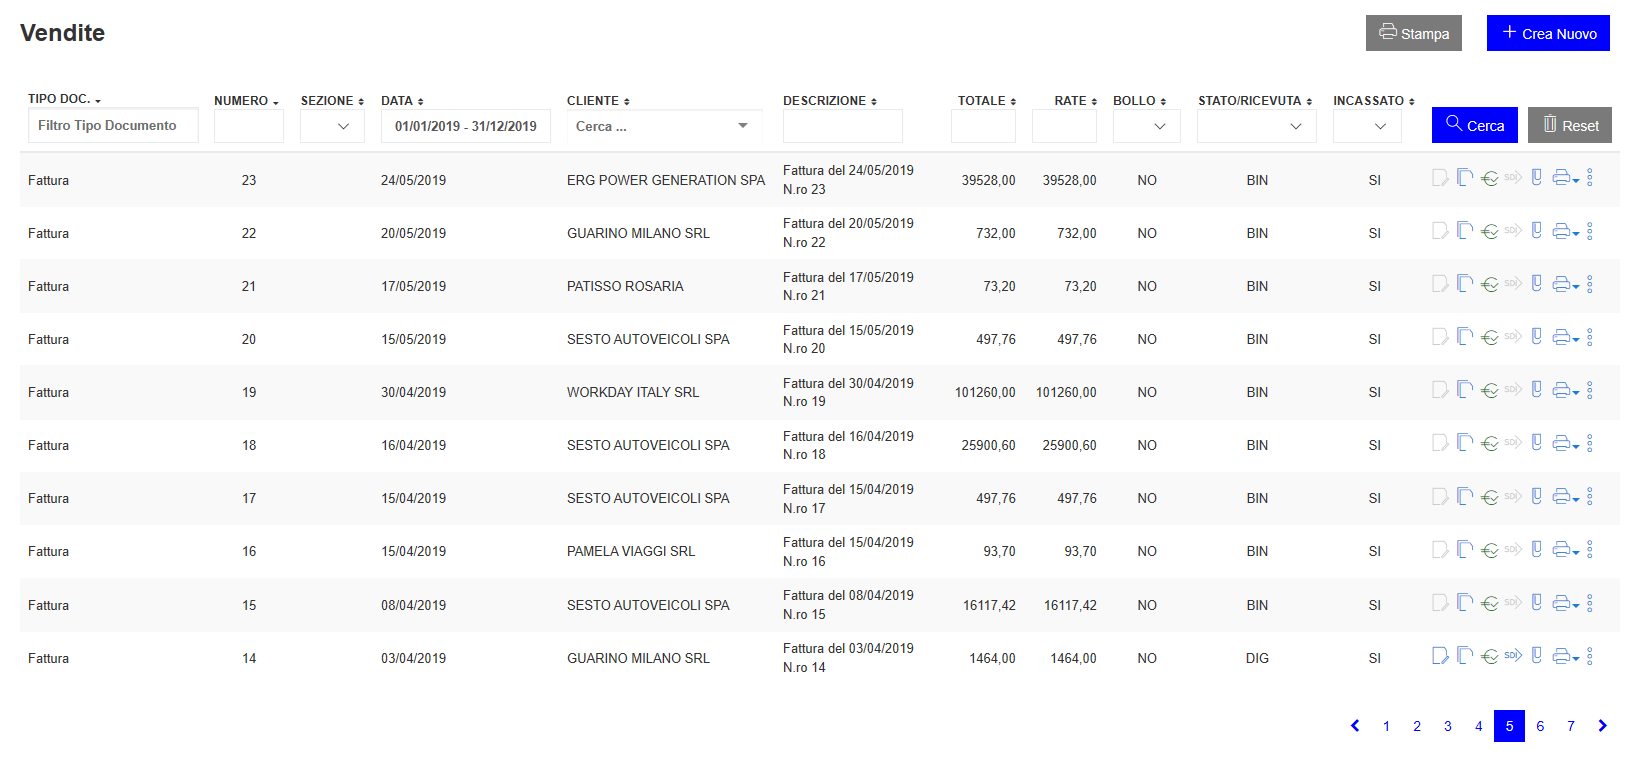 Vendite
Stampa
Crea Nuovo
TIPO DOC. NUMERO SEZIONE DATA CLIENTE DESCRIZIONE TOTALE RATE BOLLO STATO/RICEVUTA INCASSATO
Filtro Tipo Documento 01/01/2019 - 31/12/2019 Cerca ... Cerca Reset
Fattura 23 24/05/2019 ERG POWER GENERATION SPA Fattura del 24/05/2019 N.ro 23 39528,00 39528,00 NO BIN SI SDI
Fattura 22 20/05/2019 GUARINO MILANO SRL Fattura del 20/05/2019 N.ro 22 732,00 732,00 NO BIN SI SDI
Fattura 21 17/05/2019 PATISSO ROSARIA Fattura del 17/05/2019 N.ro 21 73,20 73,20 NO BIN SI SDI
Fattura 20 15/05/2019 SESTO AUTOVEICOLI SPA Fattura del 15/05/2019 N.ro 20 497,76 497,76 NO BIN SI SDI
Fattura 19 30/04/2019 WORKDAY ITALY SRL Fattura del 30/04/2019 N.ro 19 101260,00 101260,00 NO BIN SI SDI
Fattura 18 16/04/2019 SESTO AUTOVEICOLI SPA Fattura del 16/04/2019 N.ro 18 25900,60 25900,60 NO BIN SI SDI
Fattura 17 15/04/2019 SESTO AUTOVEICOLI SPA Fattura del 15/04/2019 N.ro 17 497,76 497,76 NO BIN SI SDI
Fattura 16 15/04/2019 PAMELA VIAGGI SRL Fattura del 15/04/2019 N.ro 16 93,70 93,70 NO BIN SI SDI
Fattura 15 08/04/2019 SESTO AUTOVEICOLI SPA Fattura del 08/04/2019 N.ro 15 16117,42 16117,42 NO BIN SI SDI
Fattura 14 03/04/2019 GUARINO MILANO SRL Fattura del 03/04/2019 N.ro 14 1464,00 1464,00 NO DIG SI SDI
1 2 3 4 5 6 7